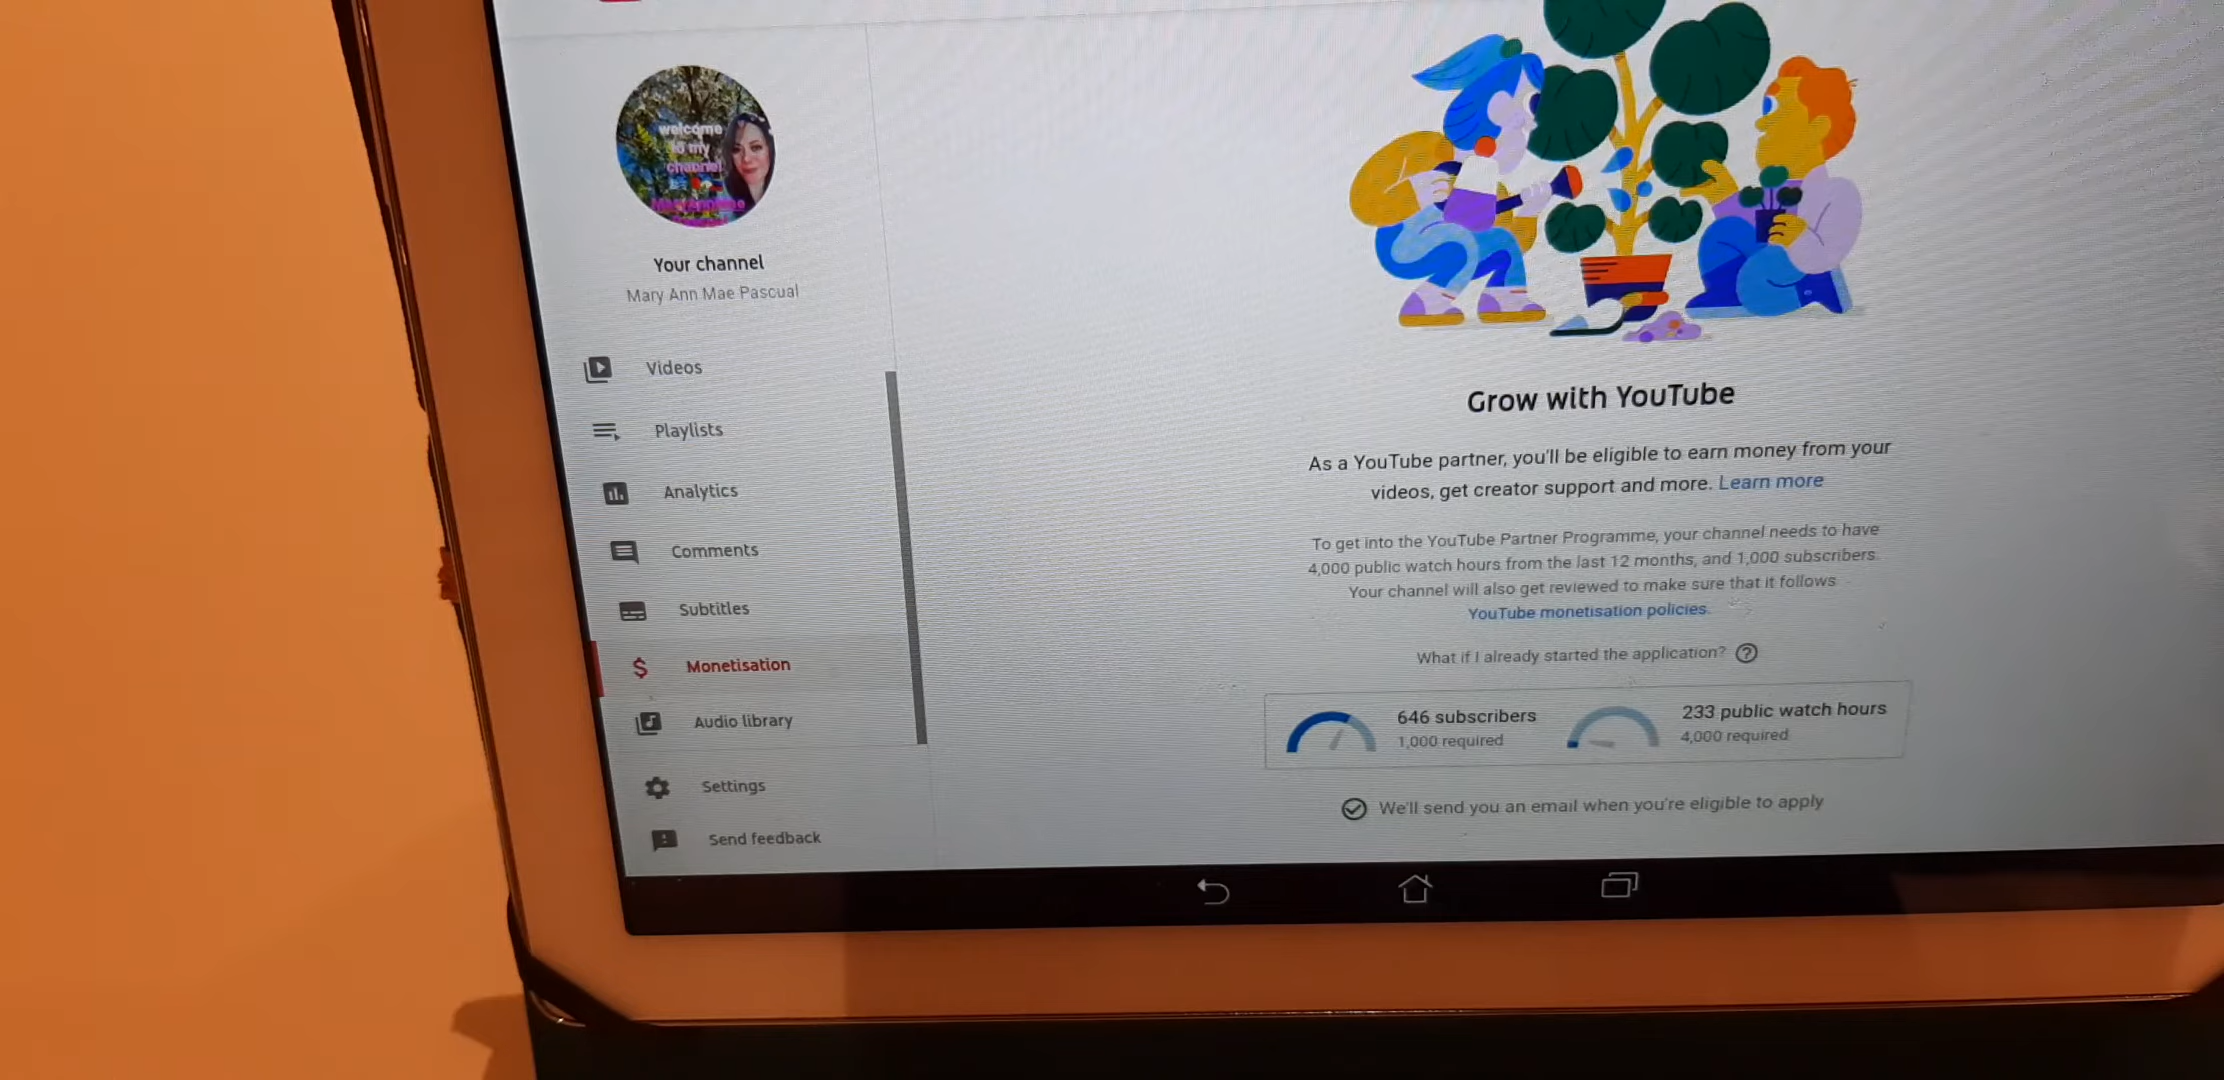 welcome
to my
channel
Your channel
Mary Ann Mae Pascual
Videos
Playlists
Analytics
Comments
Subtitles
Monetisation
Audio library
Settings
Send feedback
Grow with YouTube
As a YouTube partner, you'll be eligible to earn money from your
videos, get creator support and more. Learn more
To get into the YouTube Partner Programme, your channel needs to have
4,000 public watch hours from the last 12 months, and 1,000 subscribers.
Your channel will also get reviewed to make sure that it follows
YouTube monetisation policies.
What if I already started the application?
646 subscribers
1,000 required
233 public watch hours
4,000 required
We'll send you an email when you're eligible to apply